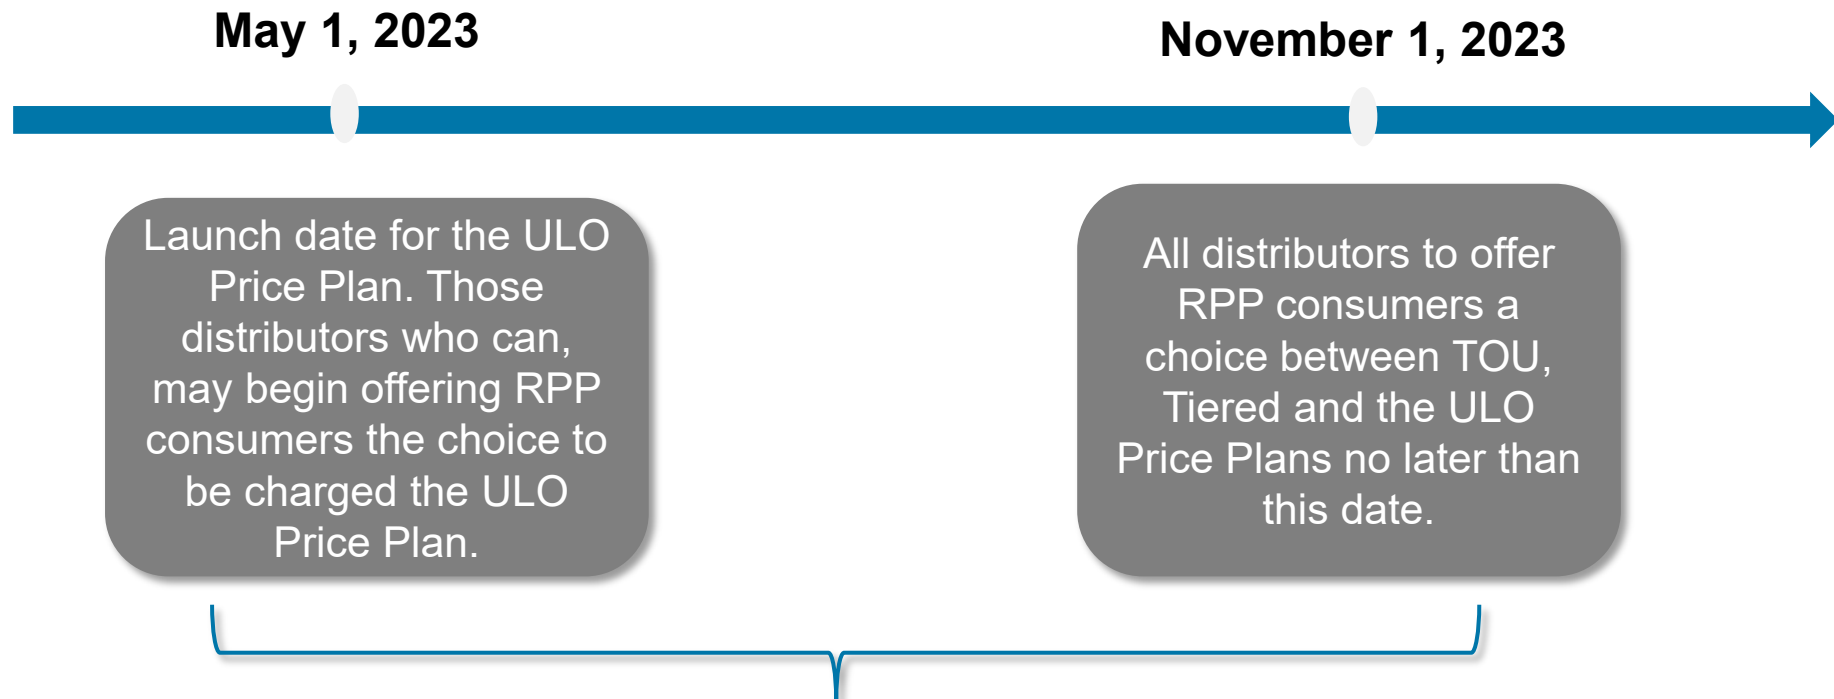 May 1, 2023
November 1, 2023
Launch date for the ULO
Price Plan. Those
distributors who can,
may begin offering RPP
consumers the choice to
be charged the ULO
Price Plan.
All distributors to offer
RPP consumers a
choice between TOU,
Tiered and the ULO
Price Plans no later than
this date.